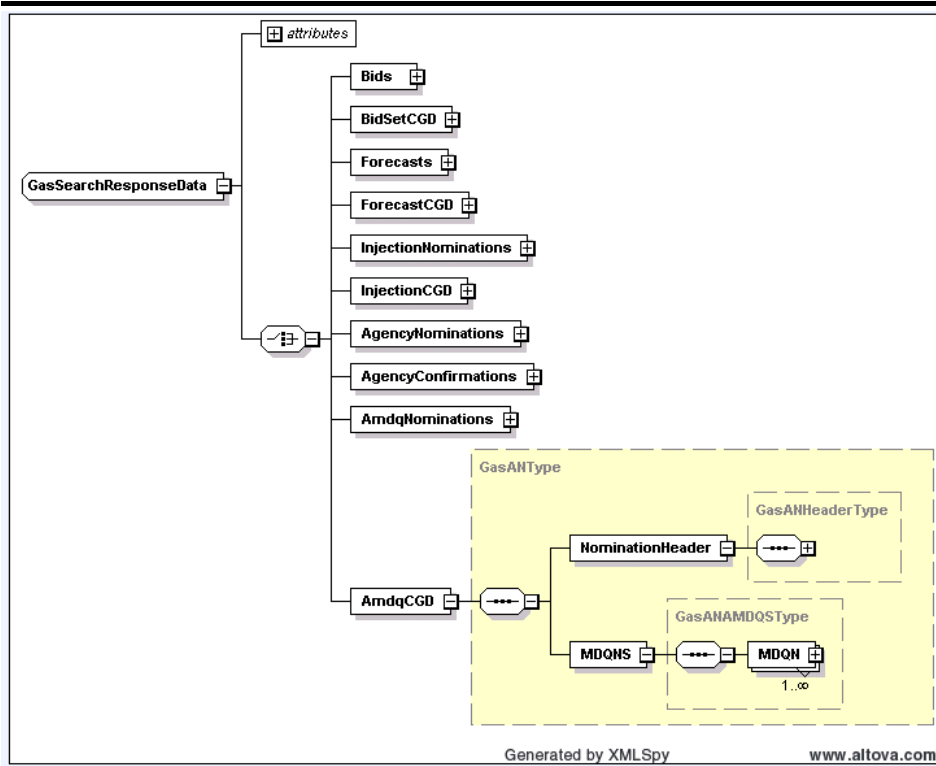 attributes
Bids
BidSetCGD
Forecasts
GasSearchResponseData
ForecastCGD
InjectionNominations
InjectionCGD
AgencyNominations
AgencyConfirmations
AmdqNominations
GasANType
GasANHeaderType
NominationHeader
AmdqCGD
GasANAMDQSType
MDQNS
MDQN
1..∞
Generated by XMLSpy www.altova.com